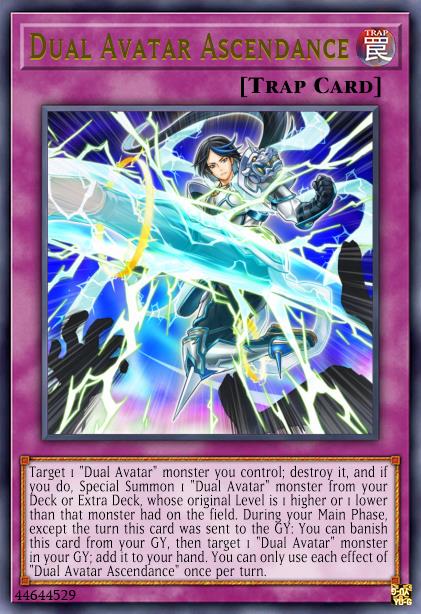 Dual Avatar Ascendance
TRAP
罠
[Trap Card]
Target 1 "Dual Avatar" monster you control; destroy it, and if
you do, Special Summon 1 "Dual Avatar" monster from your
Deck or Extra Deck, whose original Level is 1 higher or 1 lower
than that monster had on the field. During your Main Phase,
except the turn this card was sent to the GY: You can banish
this card from your GY, then target 1 "Dual Avatar" monster
in your GY; add it to your hand. You can only use each effect of
"Dual Avatar Ascendance" once per turn.
44644529